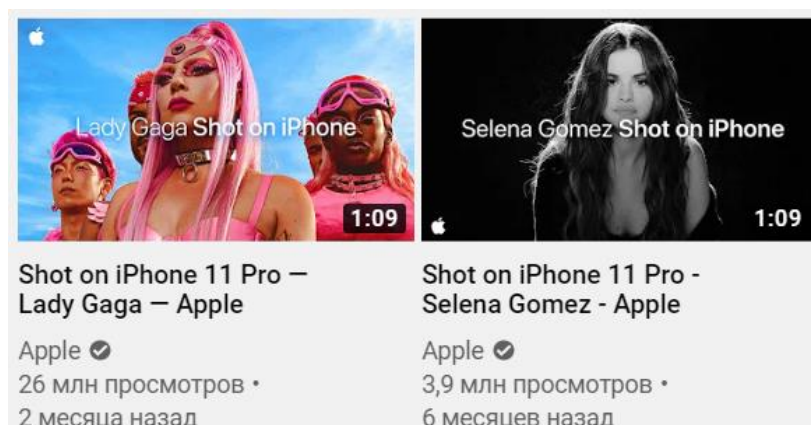 Lady Gaga Shot on iPhone
1:09
Shot on iPhone 11 Pro —
Lady Gaga — Apple
Apple
26 млн просмотров •
2 месяца назад
Selena Gomez Shot on iPhone
1:09
Shot on iPhone 11 Pro -
Selena Gomez - Apple
Apple
3,9 млн просмотров •
6 месяцев назад